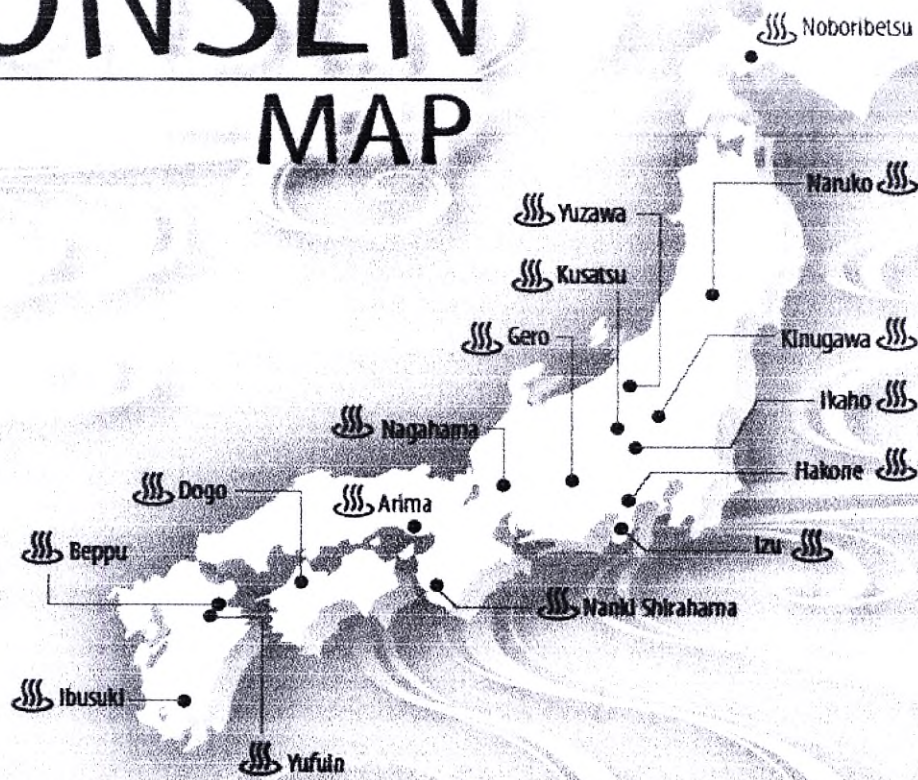 ONSEN
MAP
Noboribetsu
Naruko
Yuzawa
Kusatsu
Gero
Kinugawa
Ikaho
Nagahama
Hakone
Dogo
Arima
Izu
Beppu
Nanki Shirahama
Ibusuki
Yufuin